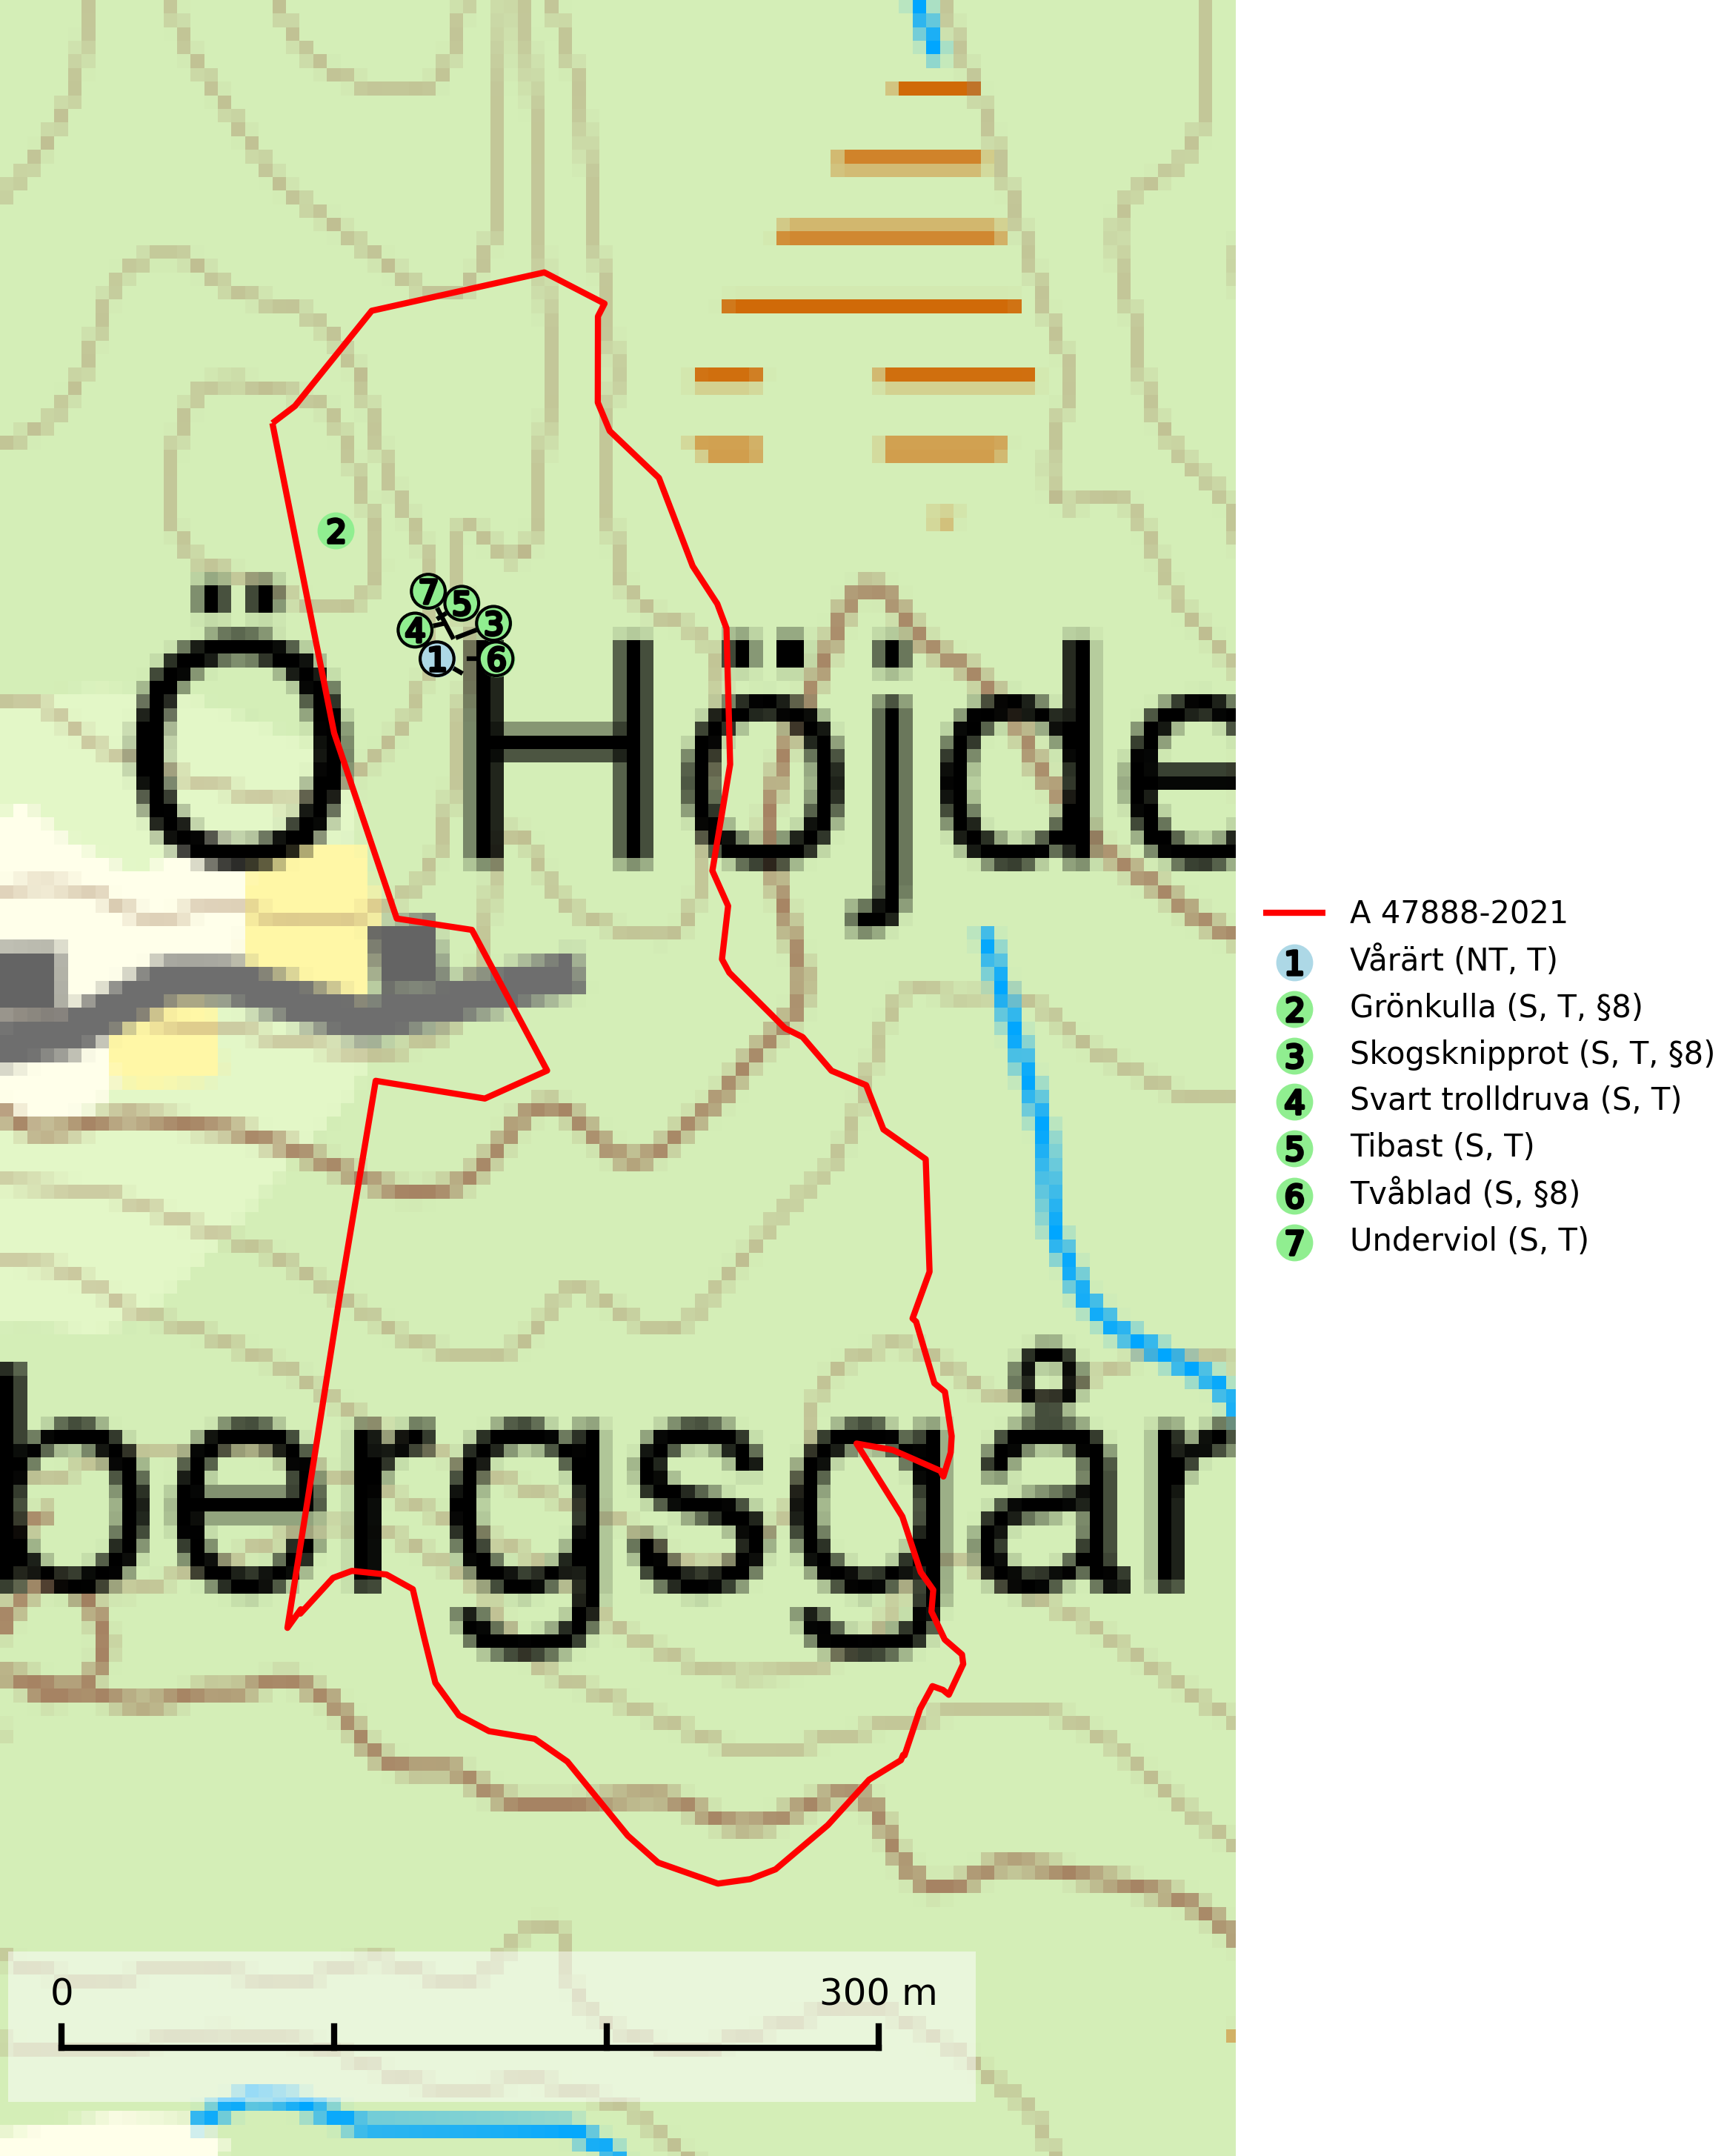 2
7
5
3
4
1
6
Ö Höjde
bergsgår
0 300 m
A 47888-2021
1 Vårärt (NT, T)
2 Grönkulla (S, T, §8)
3 Skogsknipprot (S, T, §8)
4 Svart trolldruva (S, T)
5 Tibast (S, T)
6 Tvåblad (S, §8)
7 Underviol (S, T)